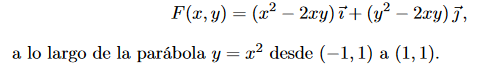 F(x, y) = (x² − 2xy) ı⃗ + (y² − 2xy) ȷ⃗,
a lo largo de la parábola y = x² desde (−1, 1) a (1, 1).